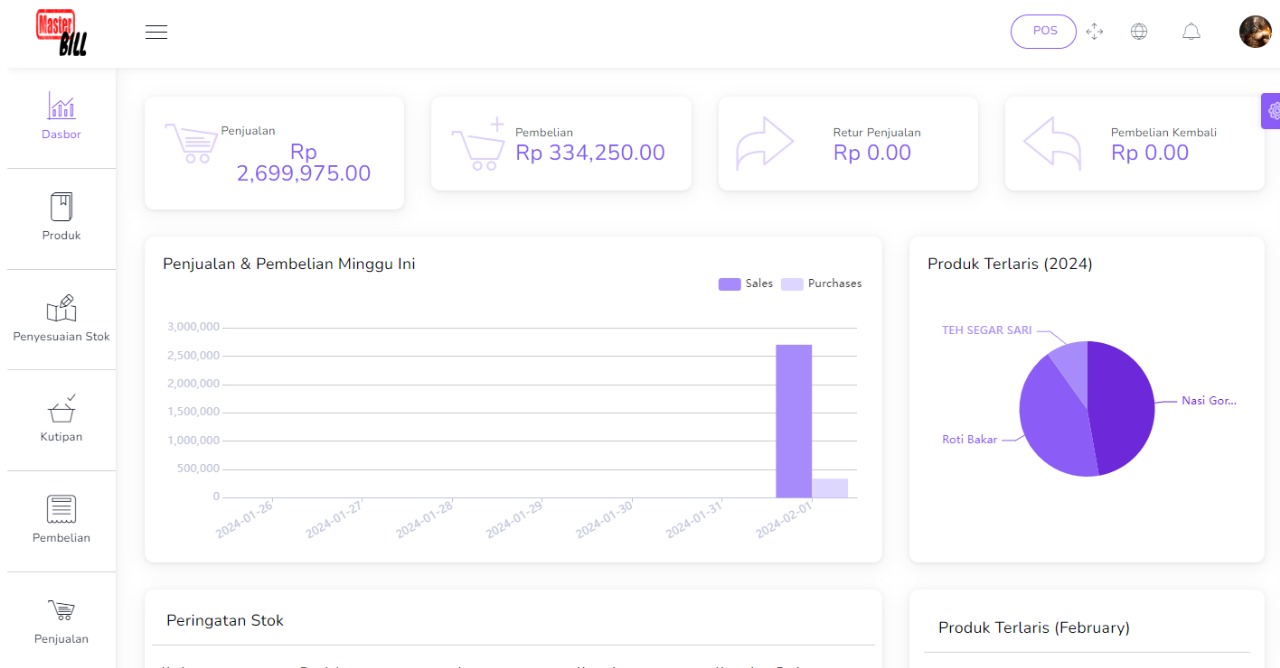 Master
BILL
POS
Dasbor
Produk
Penyesuaian Stok
Kutipan
Pembelian
Penjualan
Penjualan
Rp
2,699,975.00
Pembelian
Rp 334,250.00
Retur Penjualan
Rp 0.00
Pembelian Kembali
Rp 0.00
Penjualan & Pembelian Minggu Ini
Sales
Purchases
3,000,000
2,500,000
2,000,000
1,500,000
1,000,000
500,000
0
2024-01-26
2024-01-27
2024-01-28
2024-01-29
2024-01-30
2024-01-31
2024-02-01
Produk Terlaris (2024)
TEH SEGAR SARI
Nasi Gor...
Roti Bakar
Peringatan Stok
Produk Terlaris (February)